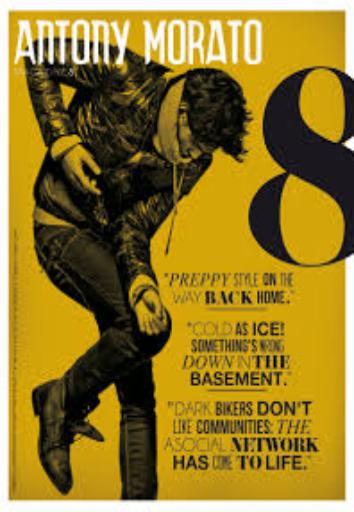 ANTONY MORATO
8
"PREPPY STYLE ON THE
WAY BACK HOME."
"COLD AS ICE!
SOMETHING'S WRONG
DOWN IN THE
BASEMENT."
"DARK BIKERS DON'T
LIKE COMMUNITIES: THE
ASOCIAL NETWORK
HAS COME TO LIFE."